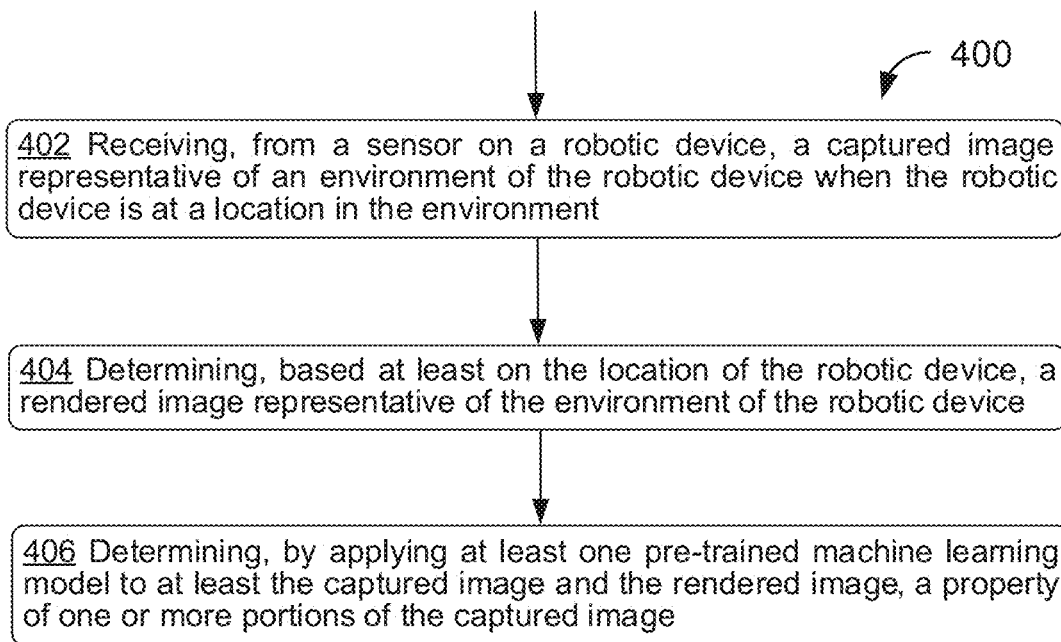 400
402 Receiving, from a sensor on a robotic device, a captured image
representative of an environment of the robotic device when the robotic
device is at a location in the environment
404 Determining, based at least on the location of the robotic device, a
rendered image representative of the environment of the robotic device
406 Determining, by applying at least one pre-trained machine learning
model to at least the captured image and the rendered image, a property
of one or more portions of the captured image